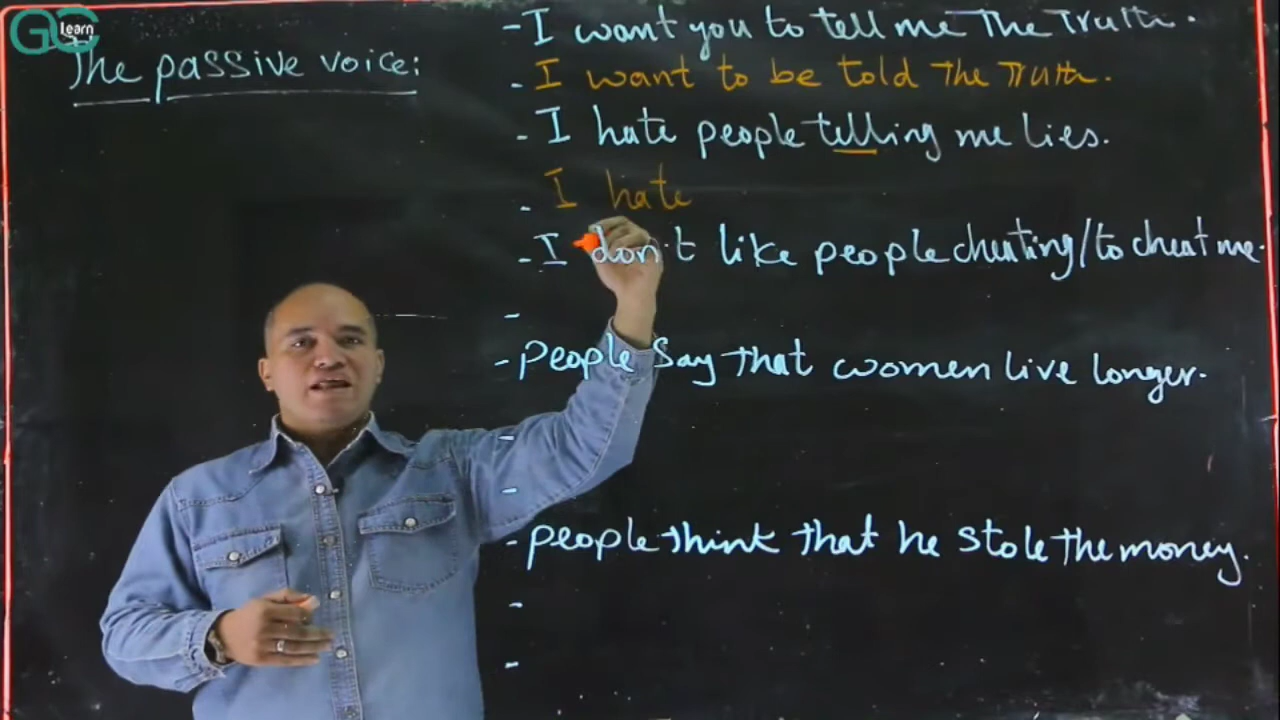 GC Learn
The passive voice:
- I want you to tell me The Truth.
- I want to be told The Truth.
- I hate people telling me lies.
- I hate
- I don't like people cheating/to cheat me.
-
- people say that women live longer.
-
-
- people think that he stole the money.
-
-